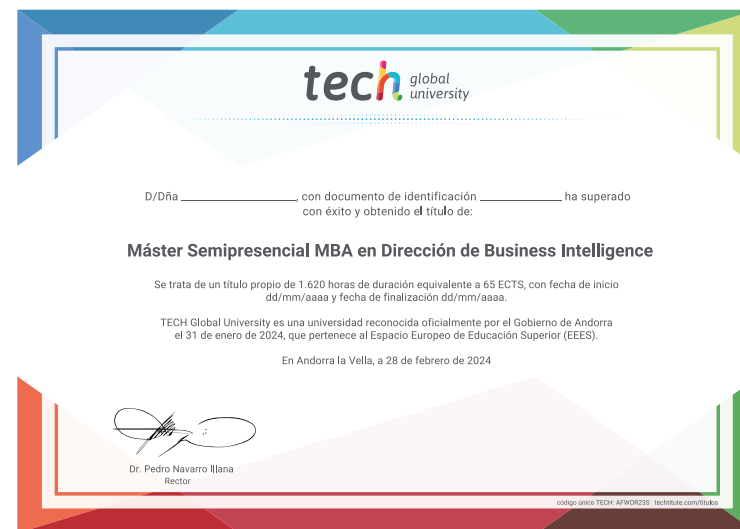 tech global university
D/Dña ____________, con documento de identificación ____________ ha superado
con éxito y obtenido el título de:
Máster Semipresencial MBA en Dirección de Business Intelligence
Se trata de un título propio de 1.620 horas de duración equivalente a 65 ECTS, con fecha de inicio
dd/mm/aaaa y fecha de finalización dd/mm/aaaa.
TECH Global University es una universidad reconocida oficialmente por el Gobierno de Andorra
el 31 de enero de 2024, que pertenece al Espacio Europeo de Educación Superior (EEES).
En Andorra la Vella, a 28 de febrero de 2024
Dr. Pedro Navarro Illana
Rector
código único TECH: AFWOR23S techtitute.com/titulos